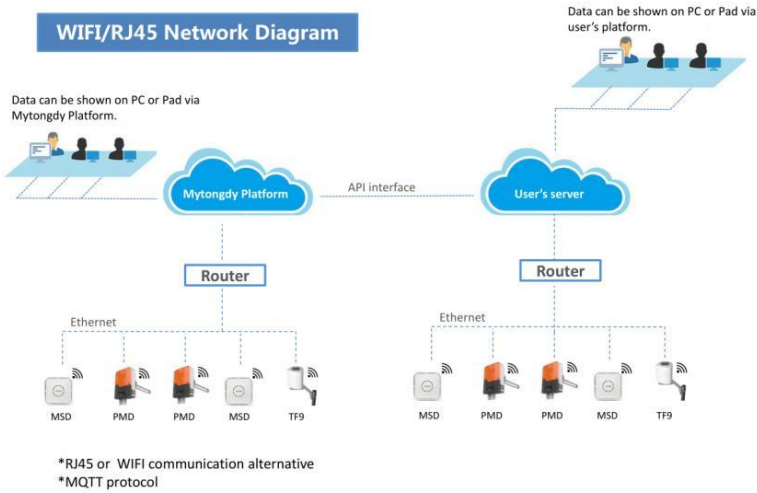 WIFI/RJ45 Network Diagram
Data can be shown on PC or Pad via
user's platform.
Data can be shown on PC or Pad via
Mytongdy Platform.
Mytongdy Platform
API interface
User's server
Router
Router
Ethernet
Ethernet
MSD
PMD
PMD
MSD
TF9
MSD
PMD
PMD
MSD
TF9
*RJ45 or WIFI communication alternative
*MQTT protocol